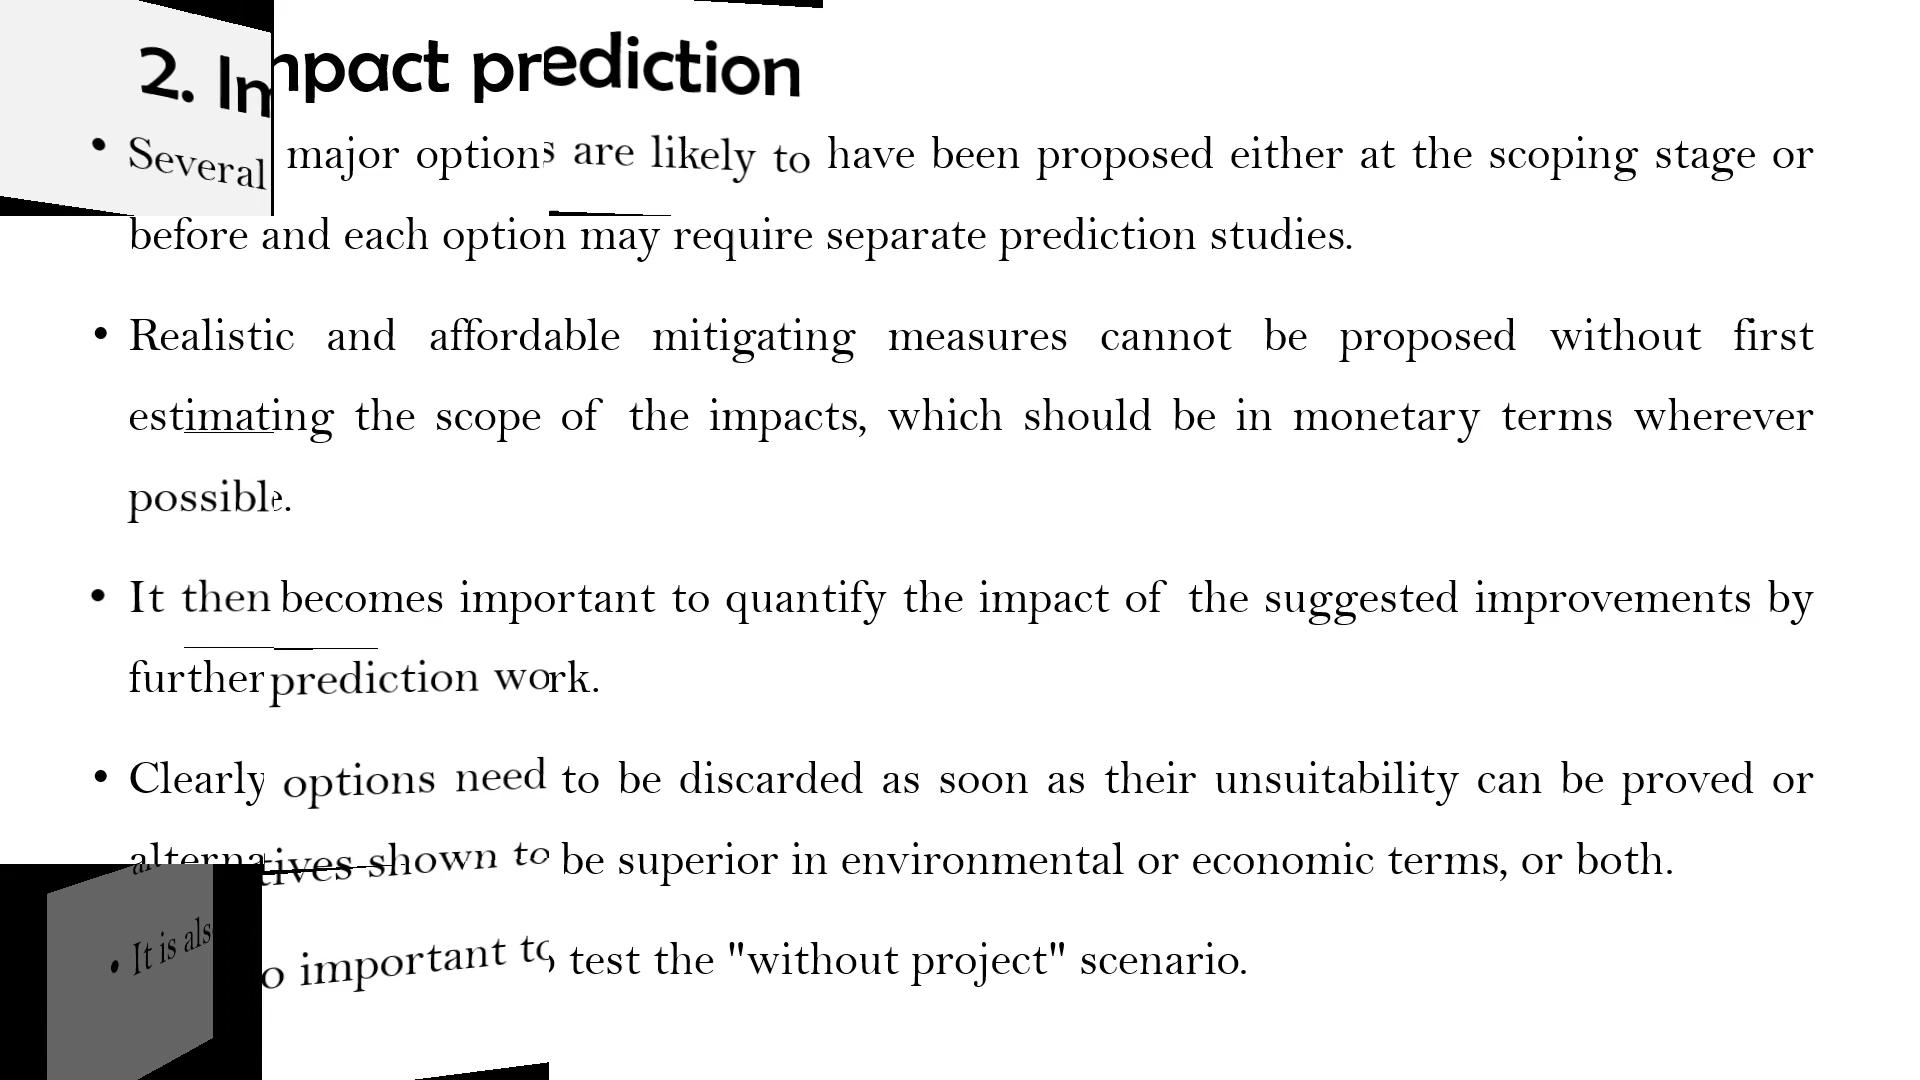 2. Impact prediction
• Several major options are likely to have been proposed either at the scoping stage or
before and each option may require separate prediction studies.
• Realistic and affordable mitigating measures cannot be proposed without first
estimating the scope of the impacts, which should be in monetary terms wherever
possible.
• It then becomes important to quantify the impact of the suggested improvements by
further prediction work.
• Clearly options need to be discarded as soon as their unsuitability can be proved or
alternatives shown to be superior in environmental or economic terms, or both.
• It is also important to test the "without project" scenario.